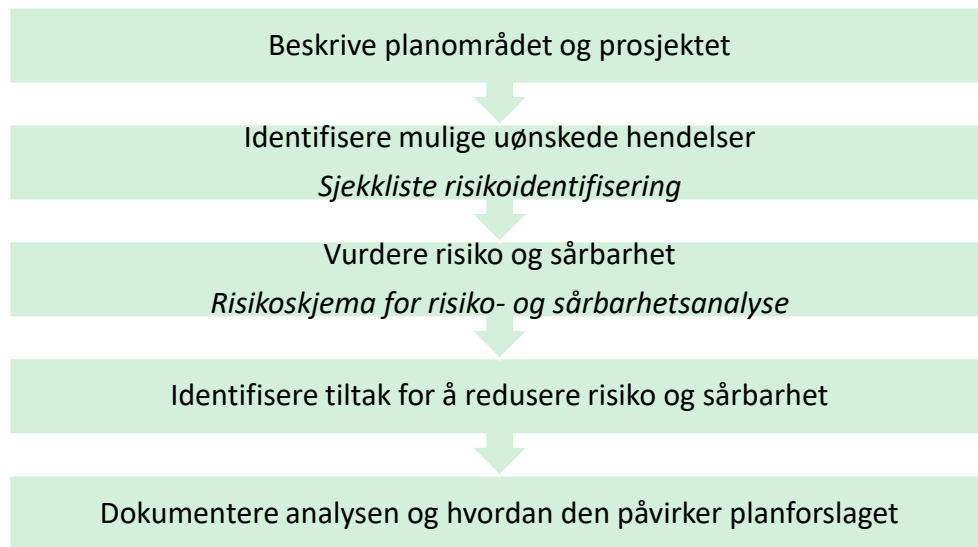 Beskrive planområdet og prosjektet
Identifisere mulige uønskede hendelser
Sjekkliste risikoidentifisering
Vurdere risiko og sårbarhet
Risikoskjema for risiko- og sårbarhetsanalyse
Identifisere tiltak for å redusere risiko og sårbarhet
Dokumentere analysen og hvordan den påvirker planforslaget